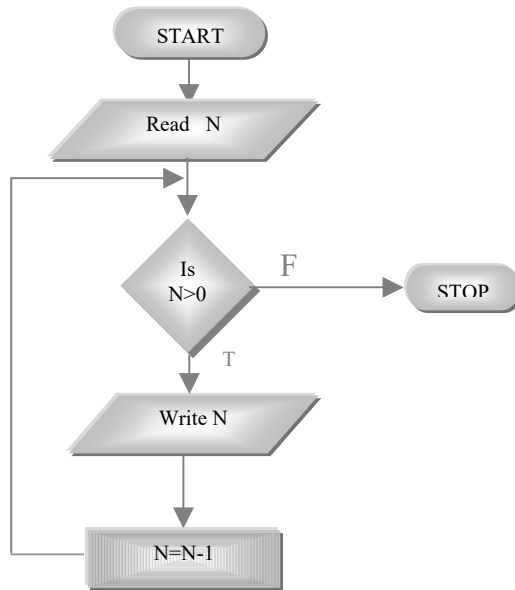 START
Read N
Is
N>0
F
STOP
T
Write N
N=N-1